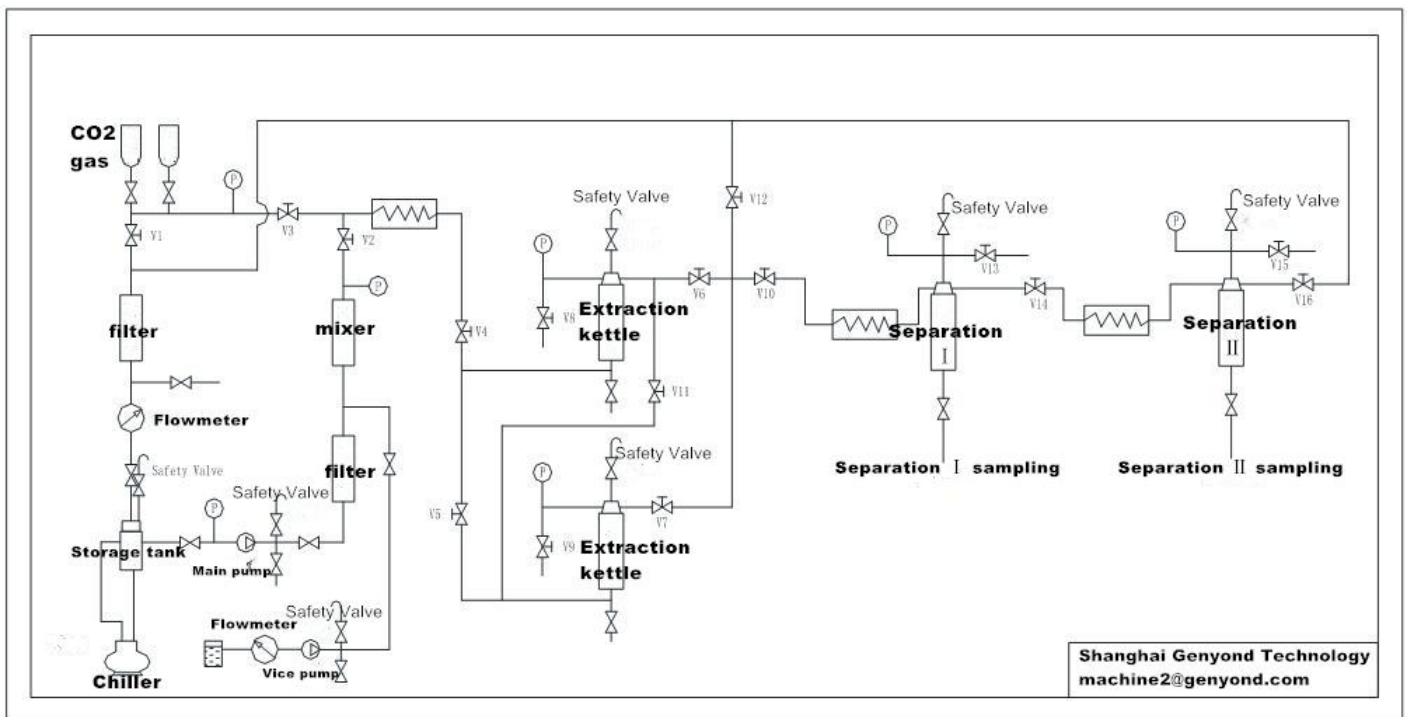 CO2
gas
P
V1
V3
V2
filter
mixer
P
Flowmeter
Safety Valve
filter
Safety Valve
P
Storage tank
Main pump
Chiller
Flowmeter
Safety Valve
Vice pump
V4
V5
Safety Valve
P
V8
Extraction
kettle
V6
V11
V12
V10
Safety Valve
P
V9
Extraction
kettle
V7
Safety Valve
P
V13
Separation
I
V14
Separation I sampling
Safety Valve
P
V15
Separation
II
V16
Separation II sampling
Shanghai Genyond Technology
machine2@genyond.com